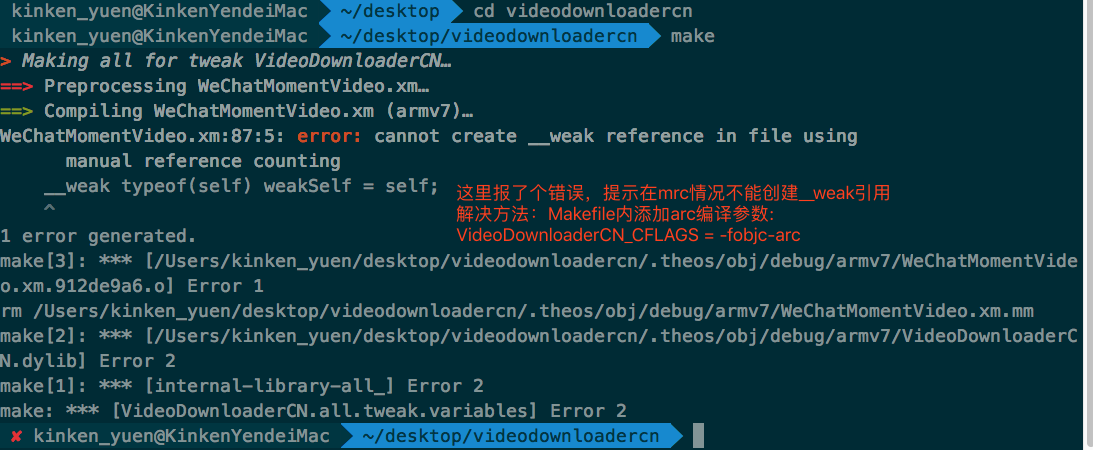 kinken_yuen@KinkenYendeiMac ~/desktop cd videodownloadercn
kinken_yuen@KinkenYendeiMac ~/desktop/videodownloadercn make
> Making all for tweak VideoDownloaderCN…
==> Preprocessing WeChatMomentVideo.xm…
==> Compiling WeChatMomentVideo.xm (armv7)…
WeChatMomentVideo.xm:87:5: error: cannot create __weak reference in file using
manual reference counting
__weak typeof(self) weakSelf = self;
^
这里报了个错误，提示在mrc情况不能创建__weak引用
解决方法：Makefile内添加arc编译参数:
VideoDownloaderCN_CFLAGS = -fobjc-arc
1 error generated.
make[3]: *** [/Users/kinken_yuen/desktop/videodownloadercn/.theos/obj/debug/armv7/WeChatMomentVide
o.xm.912de9a6.o] Error 1
rm /Users/kinken_yuen/desktop/videodownloadercn/.theos/obj/debug/armv7/WeChatMomentVideo.xm.mm
make[2]: *** [/Users/kinken_yuen/desktop/videodownloadercn/.theos/obj/debug/armv7/VideoDownloaderC
N.dylib] Error 2
make[1]: *** [internal-library-all_] Error 2
make: *** [VideoDownloaderCN.all.tweak.variables] Error 2
✘ kinken_yuen@KinkenYendeiMac ~/desktop/videodownloadercn